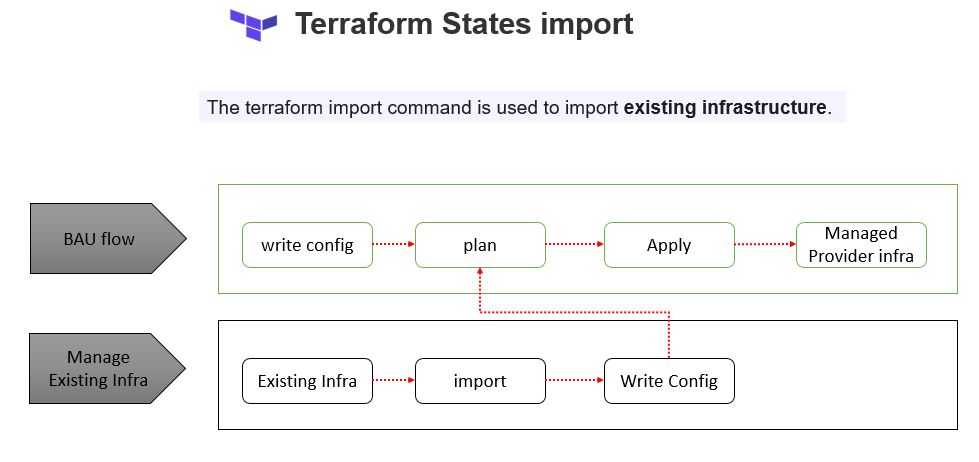 Terraform States import
The terraform import command is used to import existing infrastructure.
BAU flow
write config
plan
Apply
Managed
Provider infra
Manage
Existing Infra
Existing Infra
import
Write Config